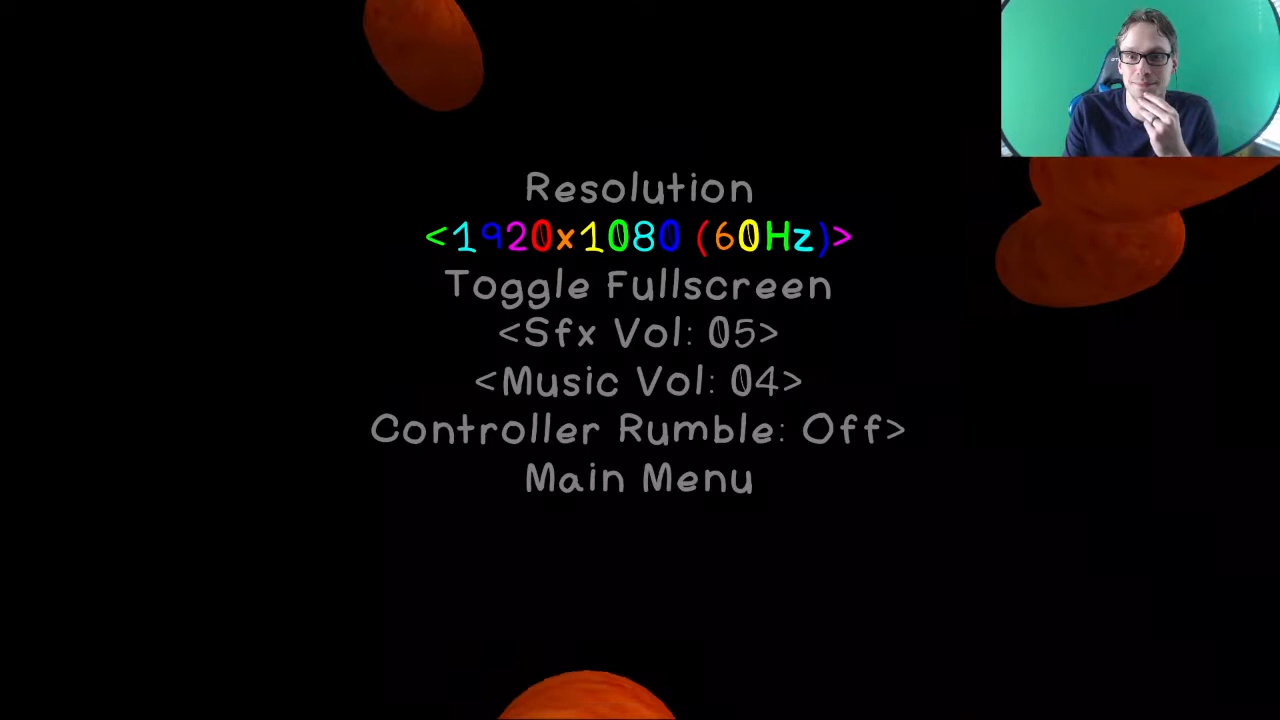 Resolution
<1920x1080 (60Hz)>
Toggle Fullscreen
<Sfx Vol: 05>
<Music Vol: 04>
Controller Rumble: Off>
Main Menu